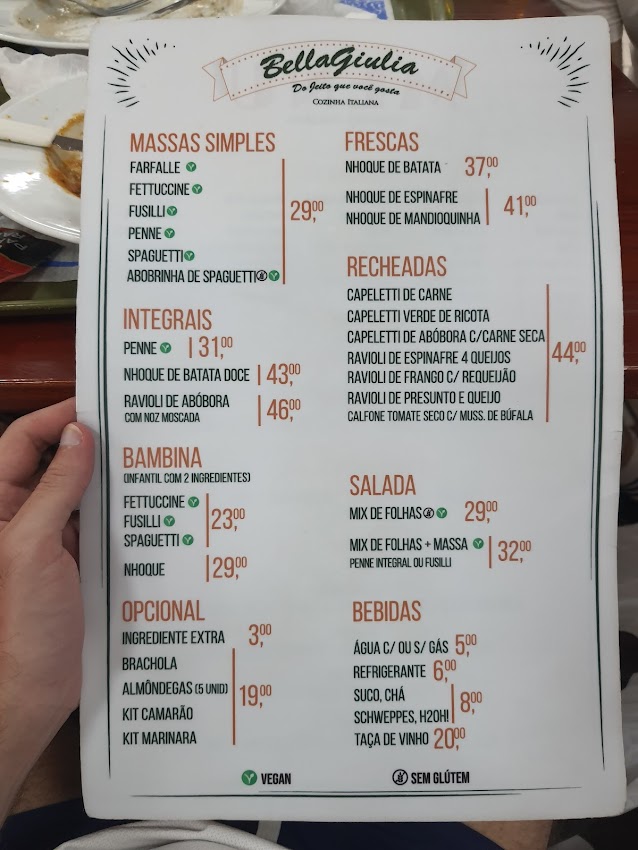 BellaGiulia
Do Jeito que você gosta
COZINHA ITALIANA
MASSAS SIMPLES
FARFALLE
FETTUCCINE
FUSILLI
PENNE
SPAGUETTI
ABOBRINHA DE SPAGUETTI
29,00
INTEGRAIS
PENNE 31,00
NHOQUE DE BATATA DOCE 43,00
RAVIOLI DE ABÓBORA
COM NOZ MOSCADA
46,00
BAMBINA
(INFANTIL COM 2 INGREDIENTES)
FETTUCCINE
FUSILLI
SPAGUETTI
23,00
NHOQUE 29,00
OPCIONAL
INGREDIENTE EXTRA 3,00
BRACHOLA
ALMÔNDEGAS (5 UNID)
KIT CAMARÃO
KIT MARINARA
19,00
FRESCAS
NHOQUE DE BATATA 37,00
NHOQUE DE ESPINAFRE
NHOQUE DE MANDIOQUINHA
41,00
RECHEADAS
CAPELETTI DE CARNE
CAPELETTI VERDE DE RICOTA
CAPELETTI DE ABÓBORA C/CARNE SECA
RAVIOLI DE ESPINAFRE 4 QUEIJOS
RAVIOLI DE FRANGO C/ REQUEIJÃO
RAVIOLI DE PRESUNTO E QUEIJO
CALFONE TOMATE SECO C/ MUSS. DE BÚFALA
44,00
SALADA
MIX DE FOLHAS 29,00
MIX DE FOLHAS + MASSA
PENNE INTEGRAL OU FUSILLI
32,00
BEBIDAS
ÁGUA C/ OU S/ GÁS 5,00
REFRIGERANTE 6,00
SUCO, CHÁ
SCHWEPPES, H2OH!
8,00
TAÇA DE VINHO 20,00
VEGAN
SEM GLÚTEM